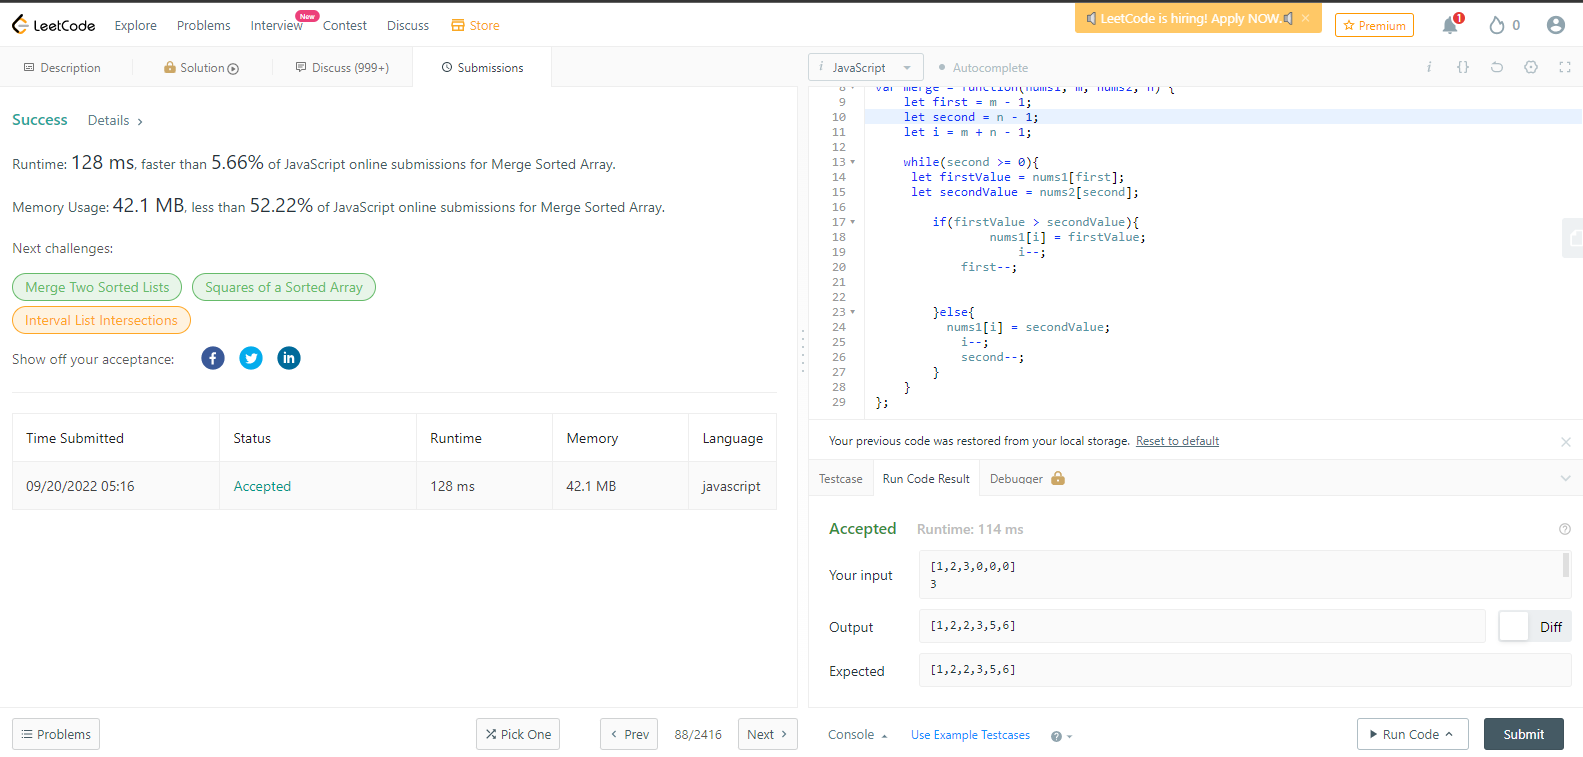 LeetCode Explore Problems Interview New Contest Discuss Store LeetCode is hiring! Apply NOW. × Premium 1 0
Description Solution Discuss (999+) Submissions
Success Details >
Runtime: 128 ms, faster than 5.66% of JavaScript online submissions for Merge Sorted Array.
Memory Usage: 42.1 MB, less than 52.22% of JavaScript online submissions for Merge Sorted Array.
Next challenges:
Merge Two Sorted Lists Squares of a Sorted Array
Interval List Intersections
Show off your acceptance:
Time Submitted Status Runtime Memory Language
09/20/2022 05:16 Accepted 128 ms 42.1 MB javascript
Problems Pick One < Prev 88/2416 Next >
i JavaScript Autocomplete i {}
8 var merge = function(nums1, m, nums2, n) {
9 let first = m - 1;
10 let second = n - 1;
11 let i = m + n - 1;
12
13 while(second >= 0){
14 let firstValue = nums1[first];
15 let secondValue = nums2[second];
16
17 if(firstValue > secondValue){
18 nums1[i] = firstValue;
19 i--;
20 first--;
21
22
23 }else{
24 nums1[i] = secondValue;
25 i--;
26 second--;
27 }
28 }
29 };
Your previous code was restored from your local storage. Reset to default
Testcase Run Code Result Debugger
Accepted Runtime: 114 ms
Your input
[1,2,3,0,0,0]
3
Output [1,2,2,3,5,6] Diff
Expected [1,2,2,3,5,6]
Console Use Example Testcases Run Code Submit